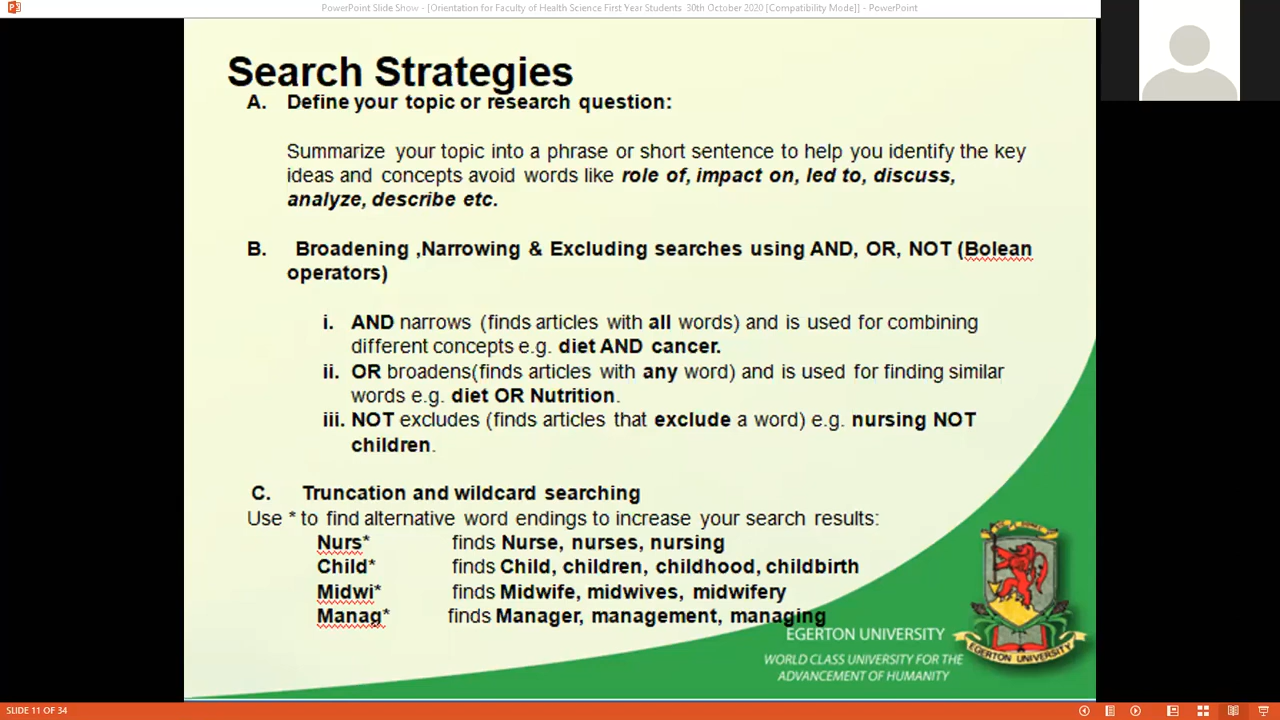 PowerPoint Slide Show - [Orientation for Faculty of Health Science First Year Students 30th October 2020 [Compatibility Mode]] - PowerPoint
Search Strategies
A. Define your topic or research question:
Summarize your topic into a phrase or short sentence to help you identify the key
ideas and concepts avoid words like role of, impact on, led to, discuss,
analyze, describe etc.
B. Broadening ,Narrowing & Excluding searches using AND, OR, NOT (Bolean
operators)
i. AND narrows (finds articles with all words) and is used for combining
different concepts e.g. diet AND cancer.
ii. OR broadens(finds articles with any word) and is used for finding similar
words e.g. diet OR Nutrition.
iii. NOT excludes (finds articles that exclude a word) e.g. nursing NOT
children.
C. Truncation and wildcard searching
Use * to find alternative word endings to increase your search results:
Nurs* finds Nurse, nurses, nursing
Child* finds Child, children, childhood, childbirth
Midwi* finds Midwife, midwives, midwifery
Manag* finds Manager, management, managing
EGERTON UNIVERSITY
WORLD CLASS UNIVERSITY FOR THE
ADVANCEMENT OF HUMANITY
EGERTON UNIVERSITY
SLIDE 11 OF 34